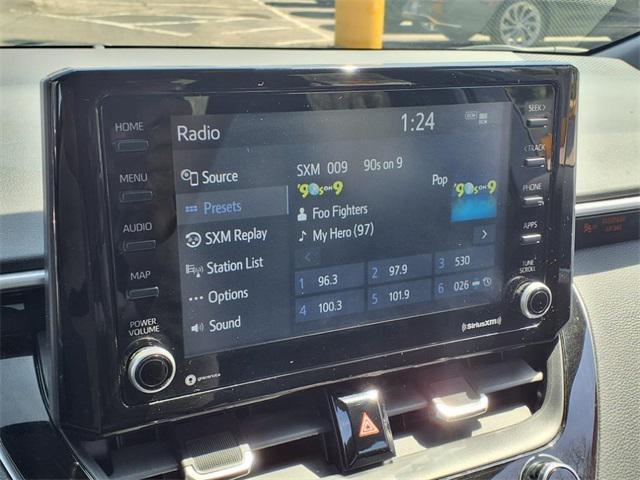 HOME
MENU
AUDIO
MAP
POWER
VOLUME
Radio
1:24
Source
Presets
SXM Replay
Station List
Options
Sound
SXM 009 90s on 9
'90s ON 9
Pop
'90s ON 9
Foo Fighters
My Hero (97)
1 96.3
2 97.9
3 530
4 100.3
5 101.9
6 026
SEEK >
< TRACK
PHONE
APPS
TUNE
SCROLL
((SiriusXM))
gracenote